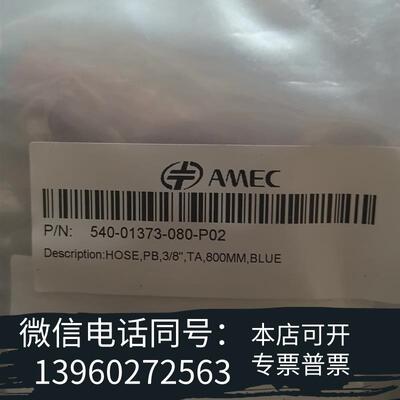 AMEC
P/N: 540-01373-080-P02
Description:HOSE,PB,3/8",TA,800MM,BLUE
微信电话同号：
13960272563
本店可开
专票普票